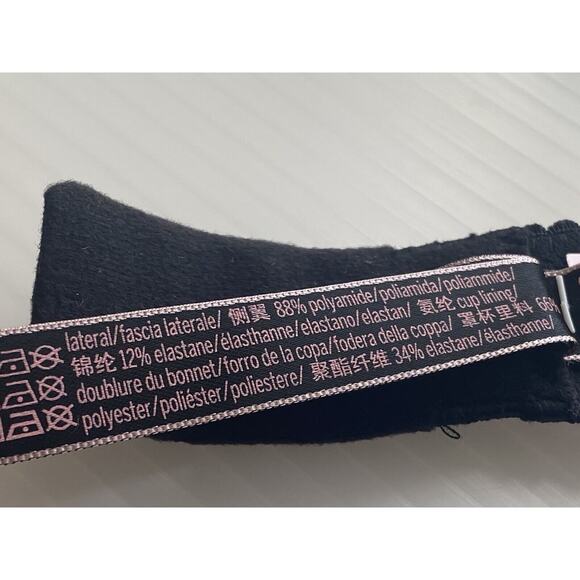 lateral/fascia laterale/ 侧翼 88% polyamide/poliamida/poliammide/
锦纶 12% elastane/élasthanne/elastano/elastan/ 氨纶 cup lining/
doublure du bonnet/forro de la copa/fodera della coppa/ 罩杯里料 66%
polyester/poliéster/poliestere/ 聚酯纤维 34% elastane/élasthanne/